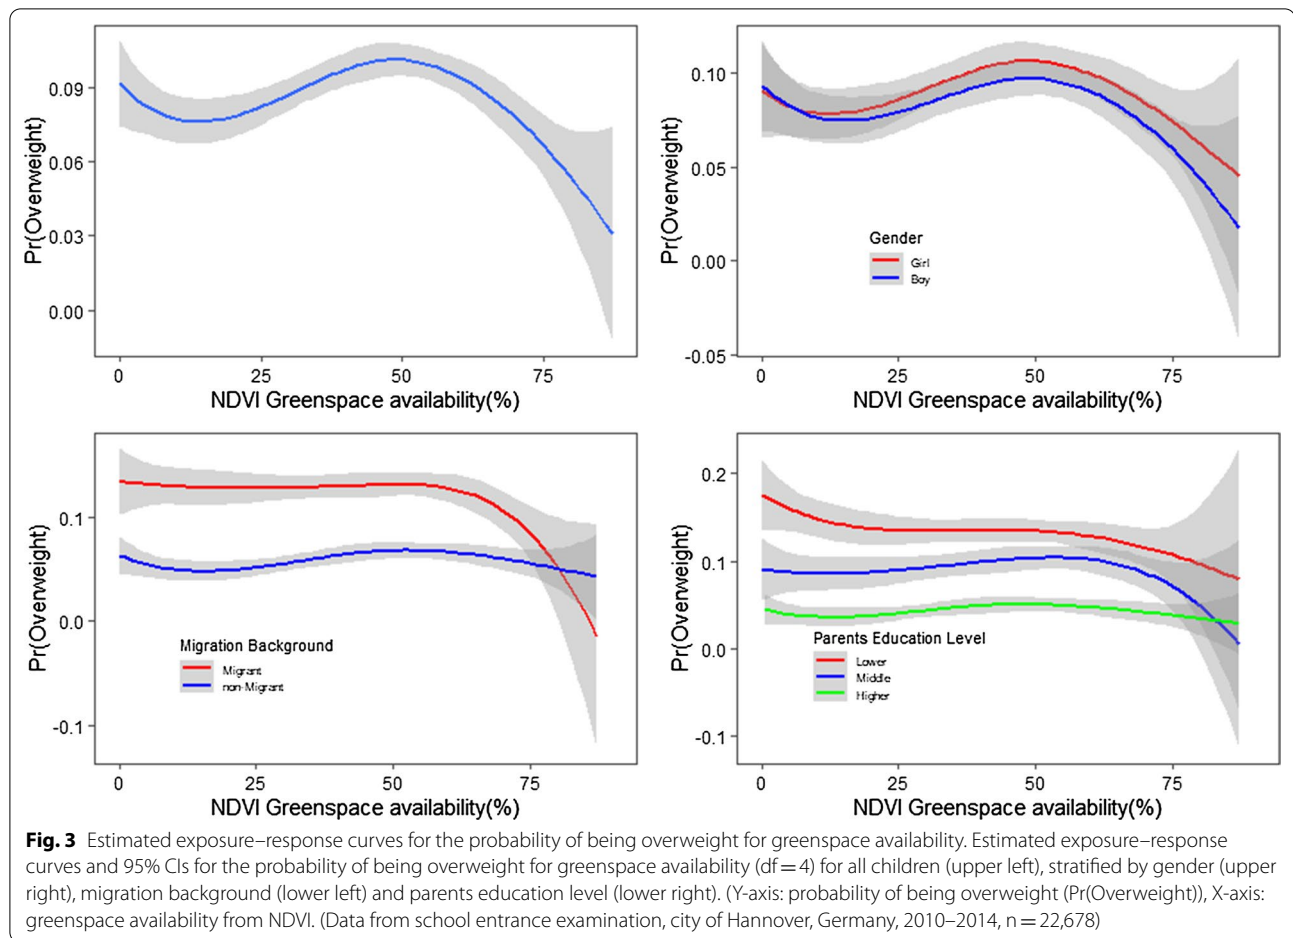 Pr(Overweight)
0.09
0.06
0.03
0.00
0 25 50 75
NDVI Greenspace availability(%)
Pr(Overweight)
0.10
0.05
0.00
-0.05
Gender
Girl
Boy
0 25 50 75
NDVI Greenspace availability(%)
Pr(Overweight)
0.1
0.0
-0.1
Migration Background
Migrant
non-Migrant
0 25 50 75
NDVI Greenspace availability(%)
Pr(Overweight)
0.2
0.1
0.0
-0.1
Parents Education Level
Lower
Middle
Higher
0 25 50 75
NDVI Greenspace availability(%)
Fig. 3 Estimated exposure–response curves for the probability of being overweight for greenspace availability. Estimated exposure–response
curves and 95% CIs for the probability of being overweight for greenspace availability (df = 4) for all children (upper left), stratified by gender (upper
right), migration background (lower left) and parents education level (lower right). (Y-axis: probability of being overweight (Pr(Overweight)), X-axis:
greenspace availability from NDVI. (Data from school entrance examination, city of Hannover, Germany, 2010–2014, n = 22,678)